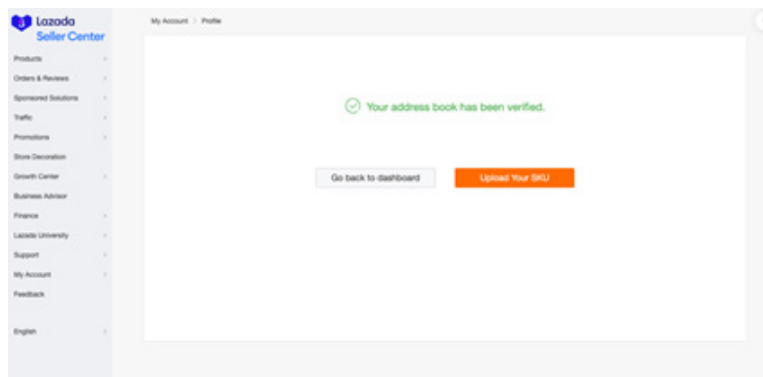 Lazada
Seller Center
My Account > Profile
Products
Orders & Reviews
Sponsored Solutions
Traffic
Promotions
Store Decoration
Growth Center
Business Advisor
Finance
Lazada University
Support
My Account
Feedback
English
Your address book has been verified.
Go back to dashboard
Upload Your SKU